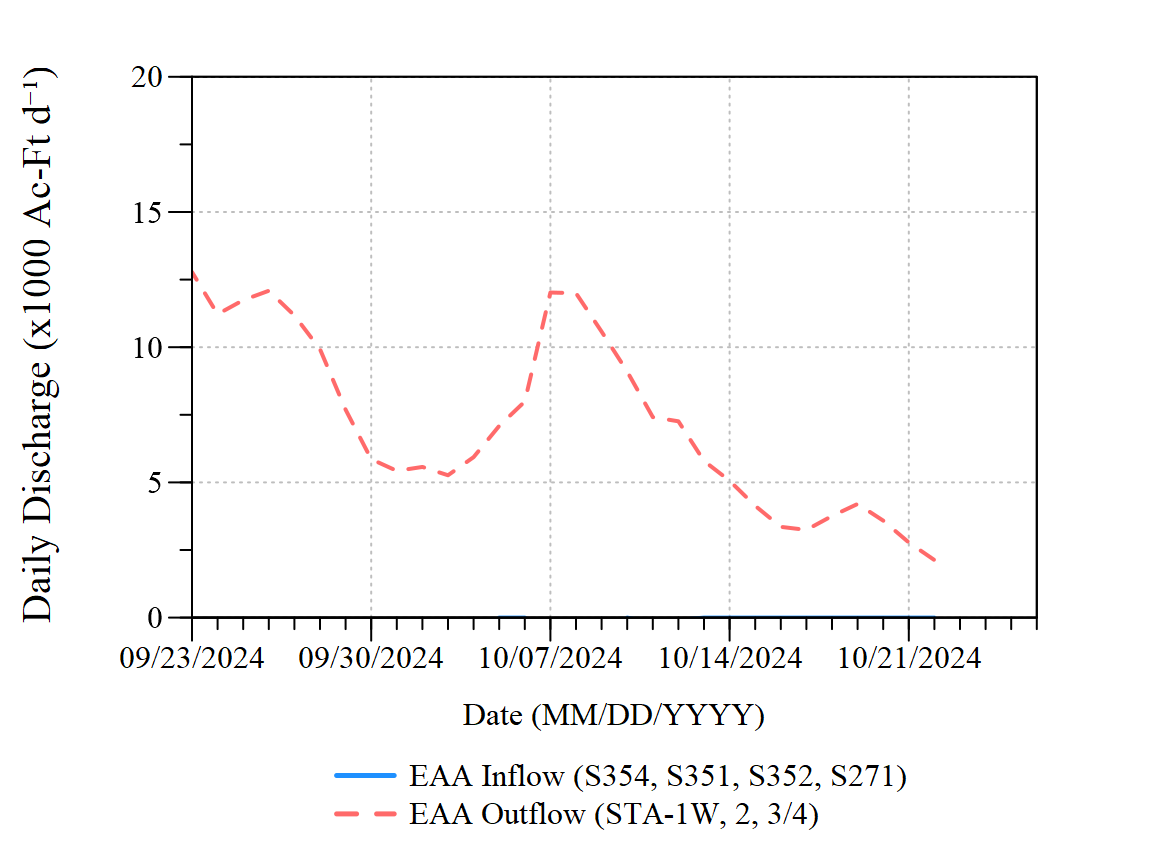 Daily Discharge (x1000 Ac-Ft d⁻¹)
20
15
10
5
0
09/23/2024 09/30/2024 10/07/2024 10/14/2024 10/21/2024
Date (MM/DD/YYYY)
EAA Inflow (S354, S351, S352, S271)
EAA Outflow (STA-1W, 2, 3/4)